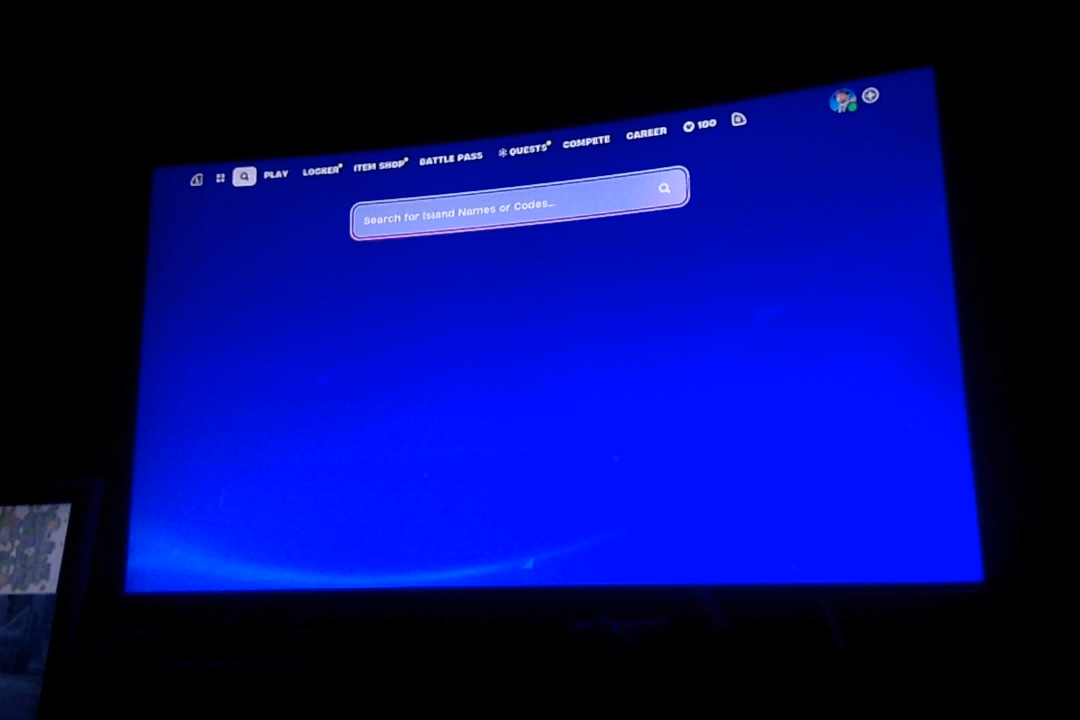 PLAY LOCKER ITEM SHOP BATTLE PASS QUESTS COMPETE CAREER 100
Search for Island Names or Codes...